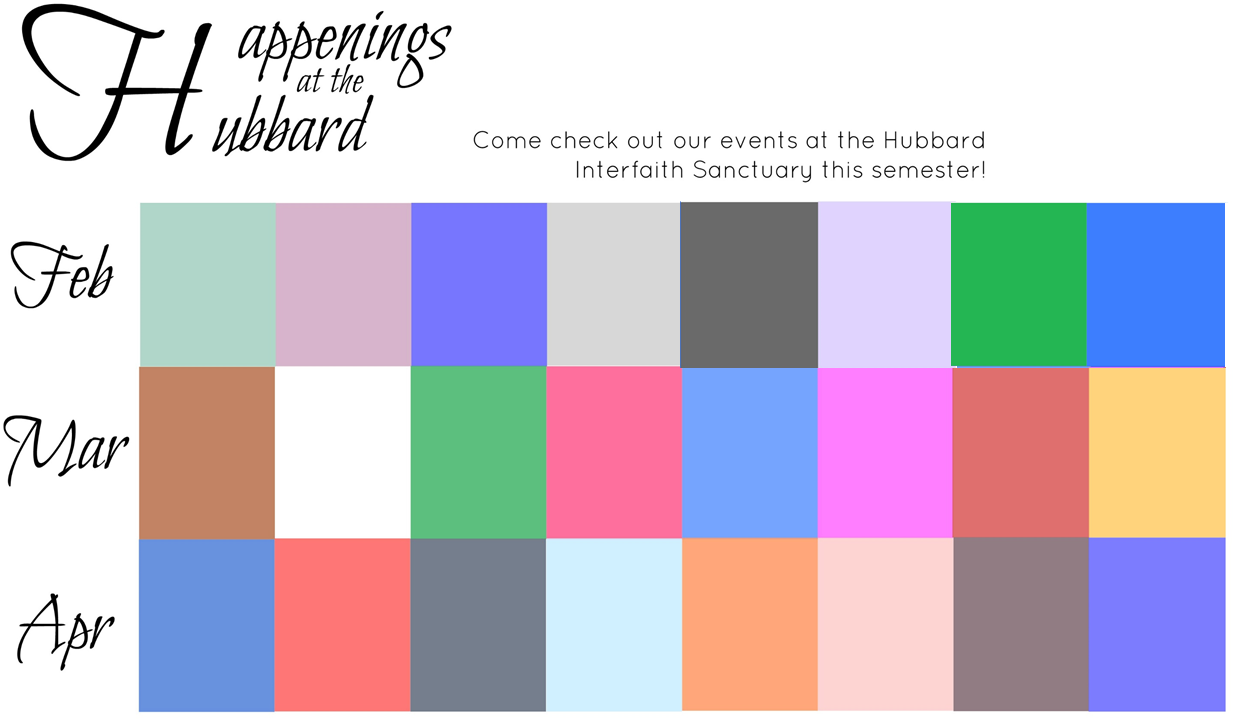 Happenings
at the
Hubbard
Come check out our events at the Hubbard
Interfaith Sanctuary this semester!
Feb
Mar
Apr